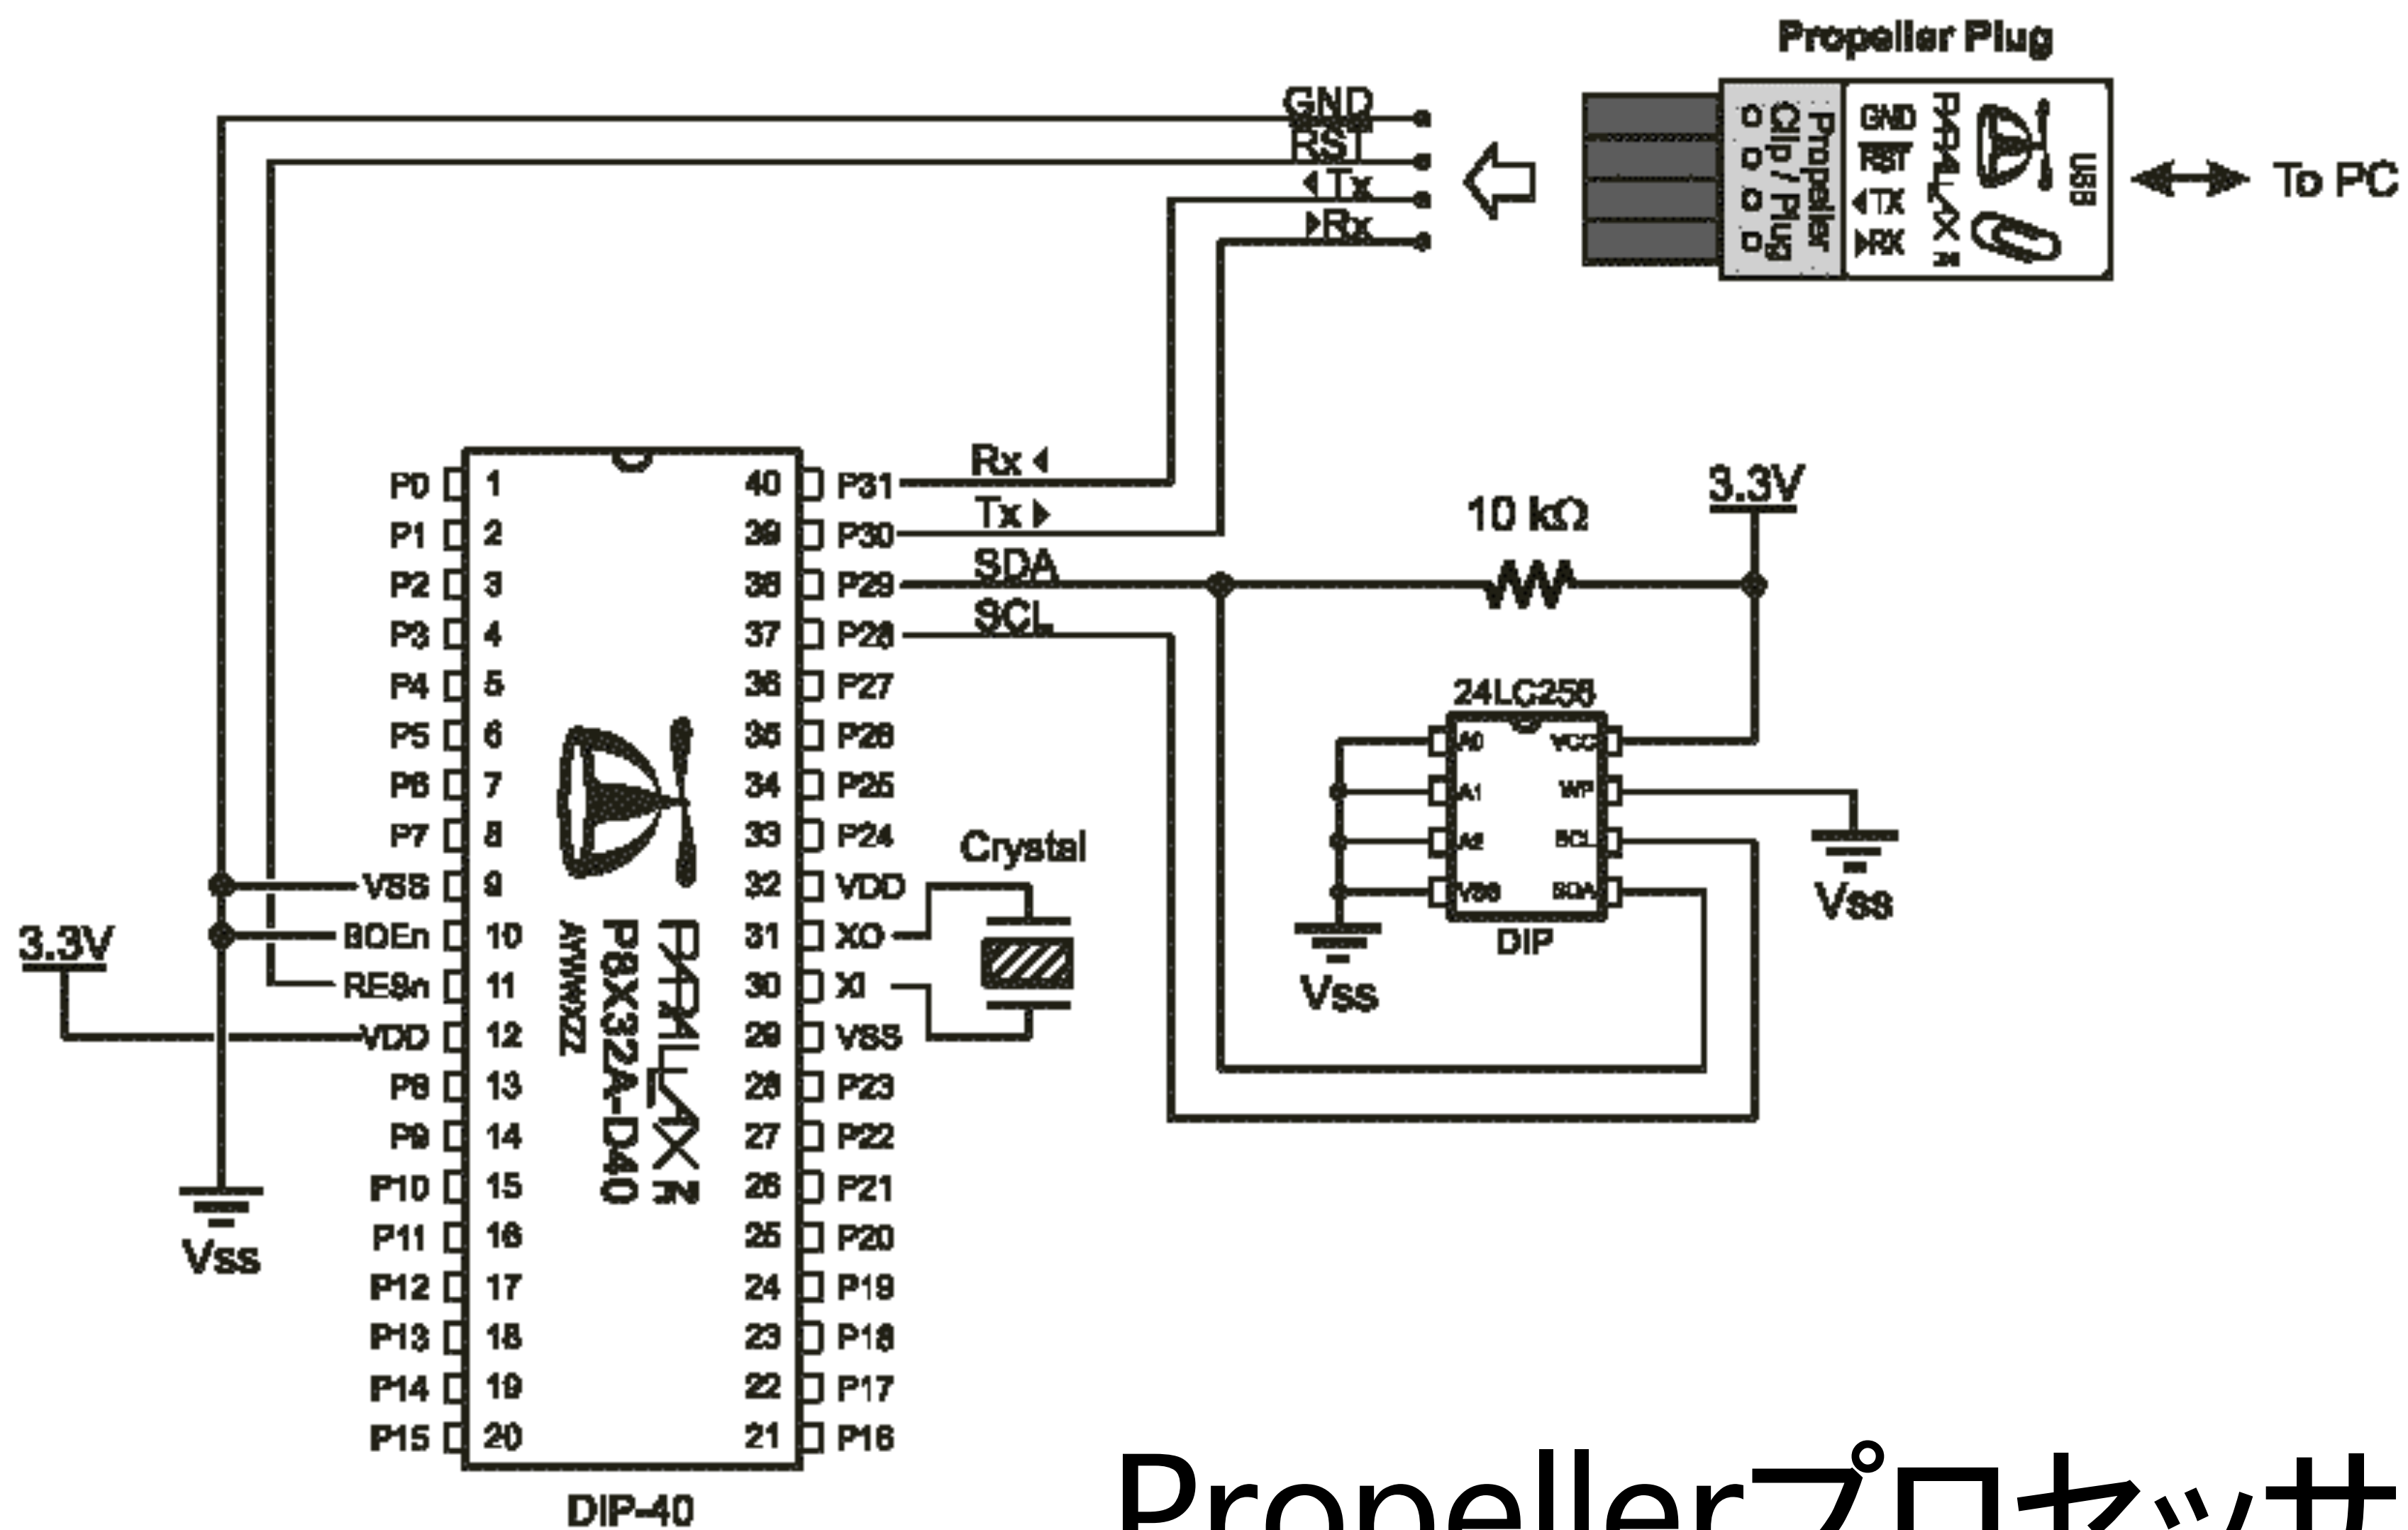 Propeller Plug
GND
RST
Tx
Rx
Propeller
Clip / Plug
GND
RST
TX
RX
PARALLAX
USB
To PC
Rx
Tx
SDA
SCL
10 kΩ
3.3V
P0 1 40 P31
P1 2 39 P30
P2 3 38 P29
P3 4 37 P28
P4 5 36 P27
P5 6 35 P26
P6 7 34 P25
P7 8 33 P24
VSS 9 32 VDD
BOEn 10 31 XO
RESn 11 30 XI
VDD 12 29 VSS
P8 13 28 P23
P9 14 27 P22
P10 15 26 P21
P11 16 25 P20
P12 17 24 P19
P13 18 23 P18
P14 19 22 P17
P15 20 21 P16
PARALLAX
P8X32A-D40
3.3V
Vss
DIP-40
Crystal
24LC256
A0 VCC
A1 WP
A2 SCL
VSS SDA
DIP
Vss
Vss
Propellerプロセッサ